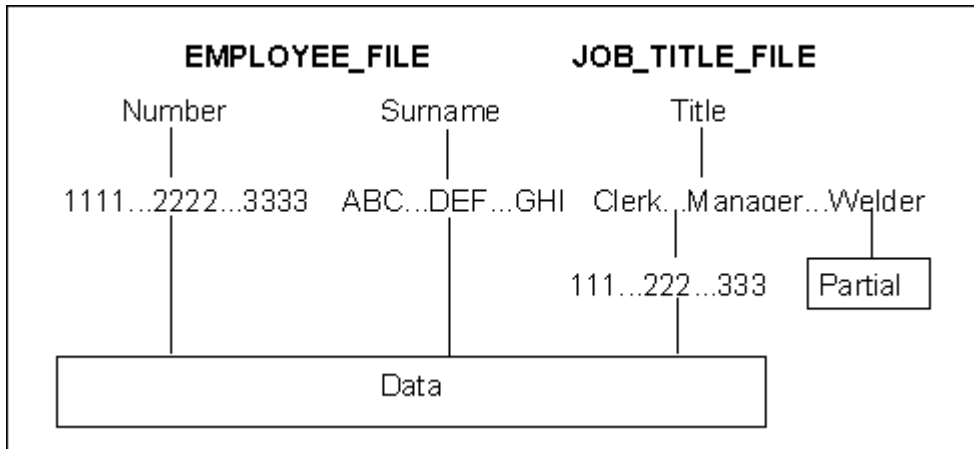 EMPLOYEE_FILE JOB_TITLE_FILE
Number Surname Title
1111...2222...3333 ABC...DEF...GHI Clerk...Manager...Welder
111...222...333 Partial
Data